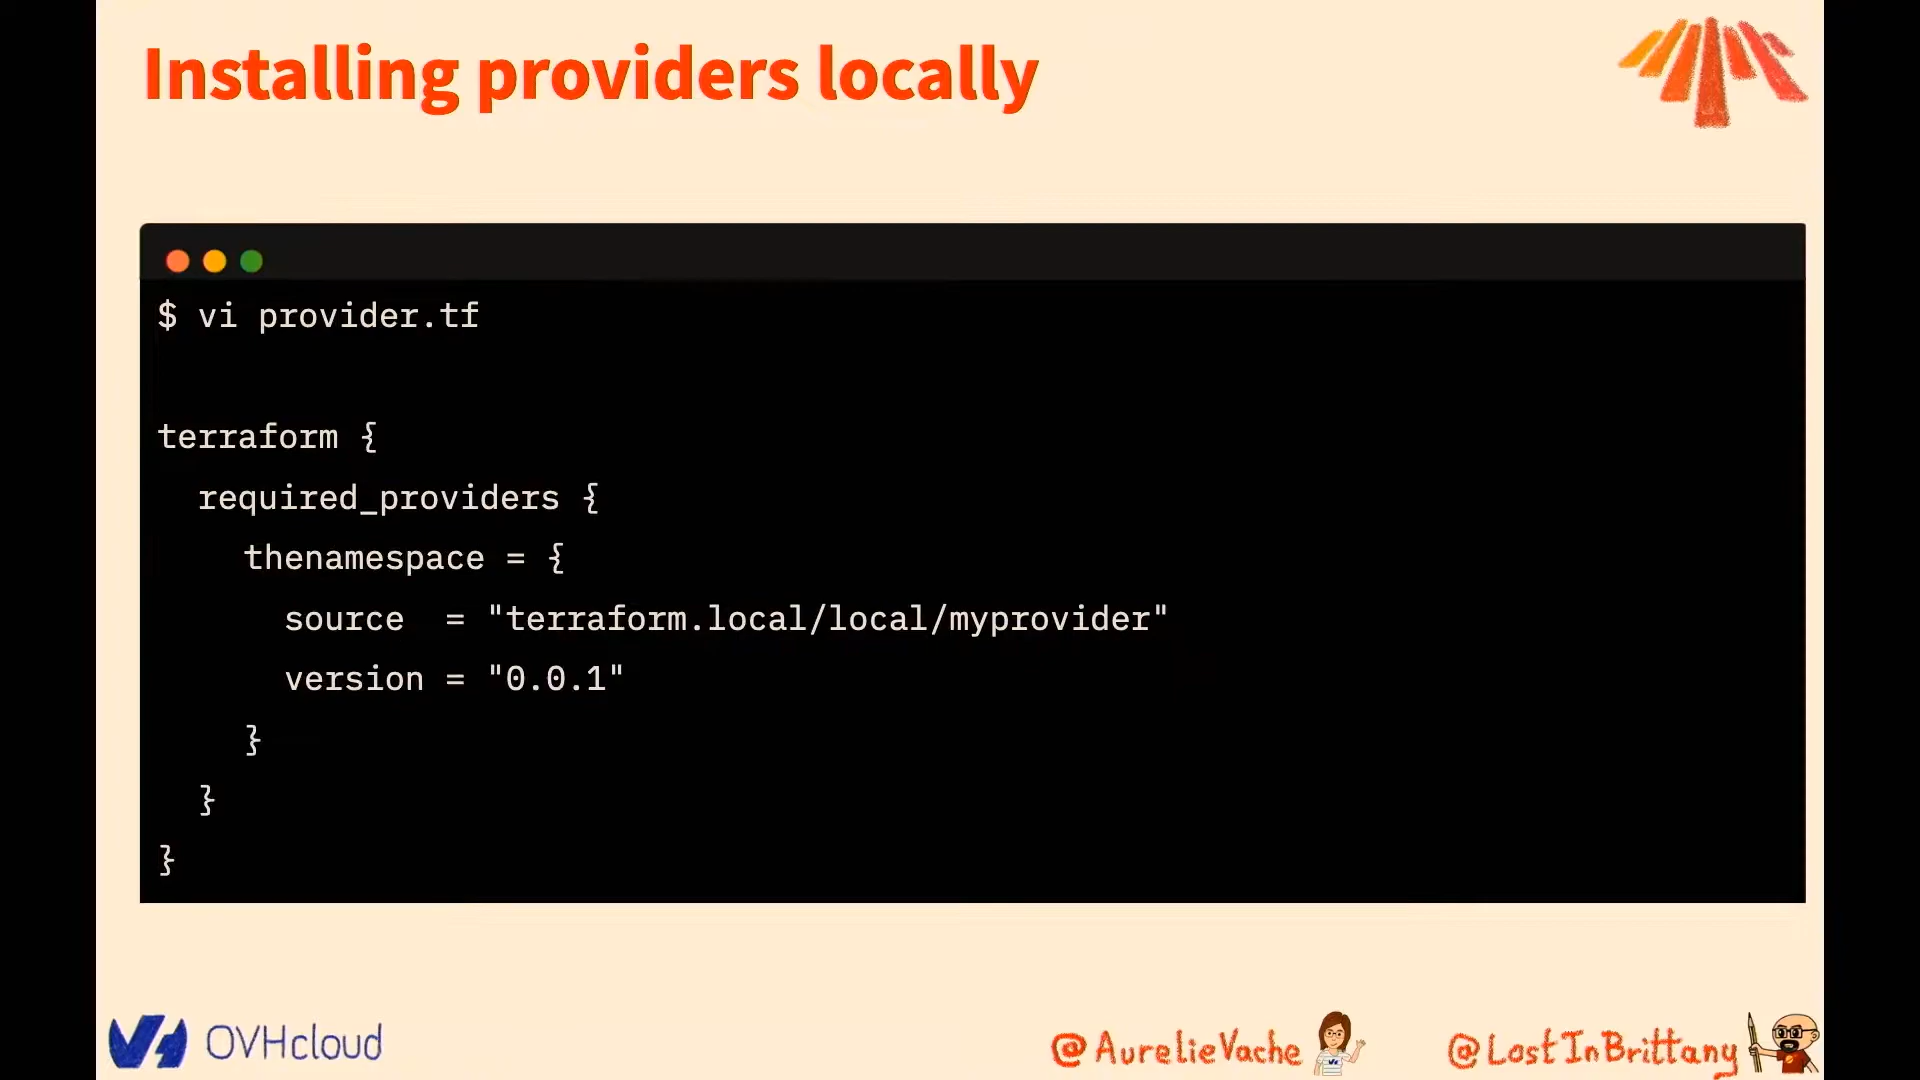 Installing providers locally
$ vi provider.tf
terraform {
  required_providers {
    thenamespace = {
      source  = "terraform.local/local/myprovider"
      version = "0.0.1"
    }
  }
}
OVHcloud
@AurelieVache
@LostInBrittany